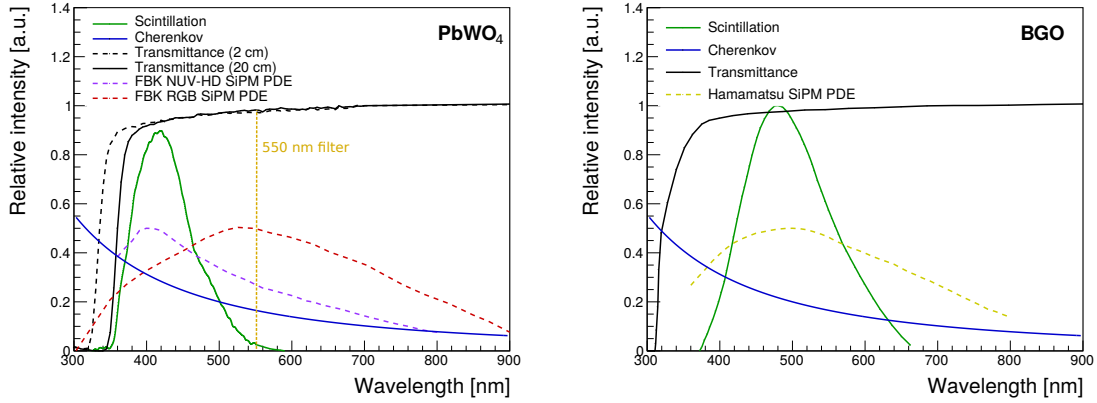 Relative intensity [a.u.]
1.4
1.2
1
0.8
0.6
0.4
0.2
0
Scintillation
Cherenkov
Transmittance (2 cm)
Transmittance (20 cm)
FBK NUV-HD SiPM PDE
FBK RGB SiPM PDE
PbWO4
550 nm filter
300 400 500 600 700 800 900
Wavelength [nm]
Relative intensity [a.u.]
1.4
1.2
1
0.8
0.6
0.4
0.2
0
Scintillation
Cherenkov
Transmittance
Hamamatsu SiPM PDE
BGO
300 400 500 600 700 800 900
Wavelength [nm]